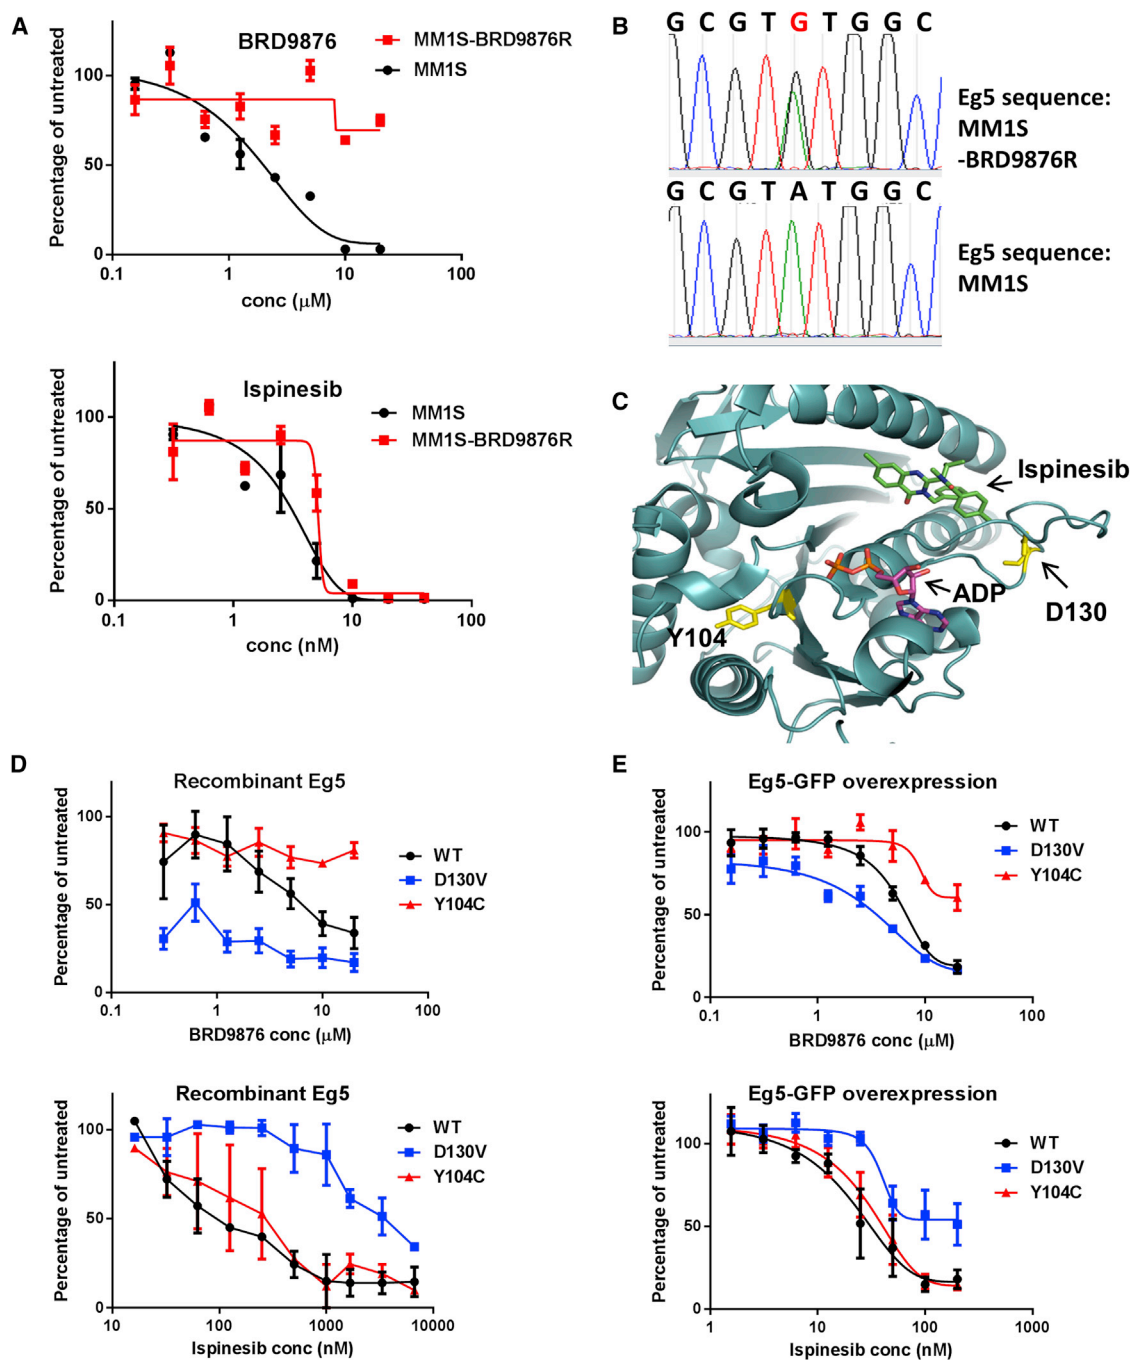 A
BRD9876
MM1S-BRD9876R
MM1S
Percentage of untreated
100
50
0
0.1 1 10 100
conc (μM)
Ispinesib
MM1S
MM1S-BRD9876R
Percentage of untreated
100
50
0
0.1 1 10 100
conc (nM)
B
G C G T G T G G C
Eg5 sequence:
MM1S
-BRD9876R
G C G T A T G G C
Eg5 sequence:
MM1S
C
Ispinesib
ADP
D130
Y104
D
Recombinant Eg5
WT
D130V
Y104C
Percentage of untreated
100
50
0
0.1 1 10 100
BRD9876 conc (μM)
Recombinant Eg5
WT
D130V
Y104C
Percentage of untreated
100
50
0
10 100 1000 10000
Ispinesib conc (nM)
E
Eg5-GFP overexpression
WT
D130V
Y104C
Percentage of untreated
100
50
0
0.1 1 10 100
BRD9876 conc (μM)
Eg5-GFP overexpression
WT
D130V
Y104C
Percentage of untreated
100
50
0
1 10 100 1000
Ispinesib conc (nM)